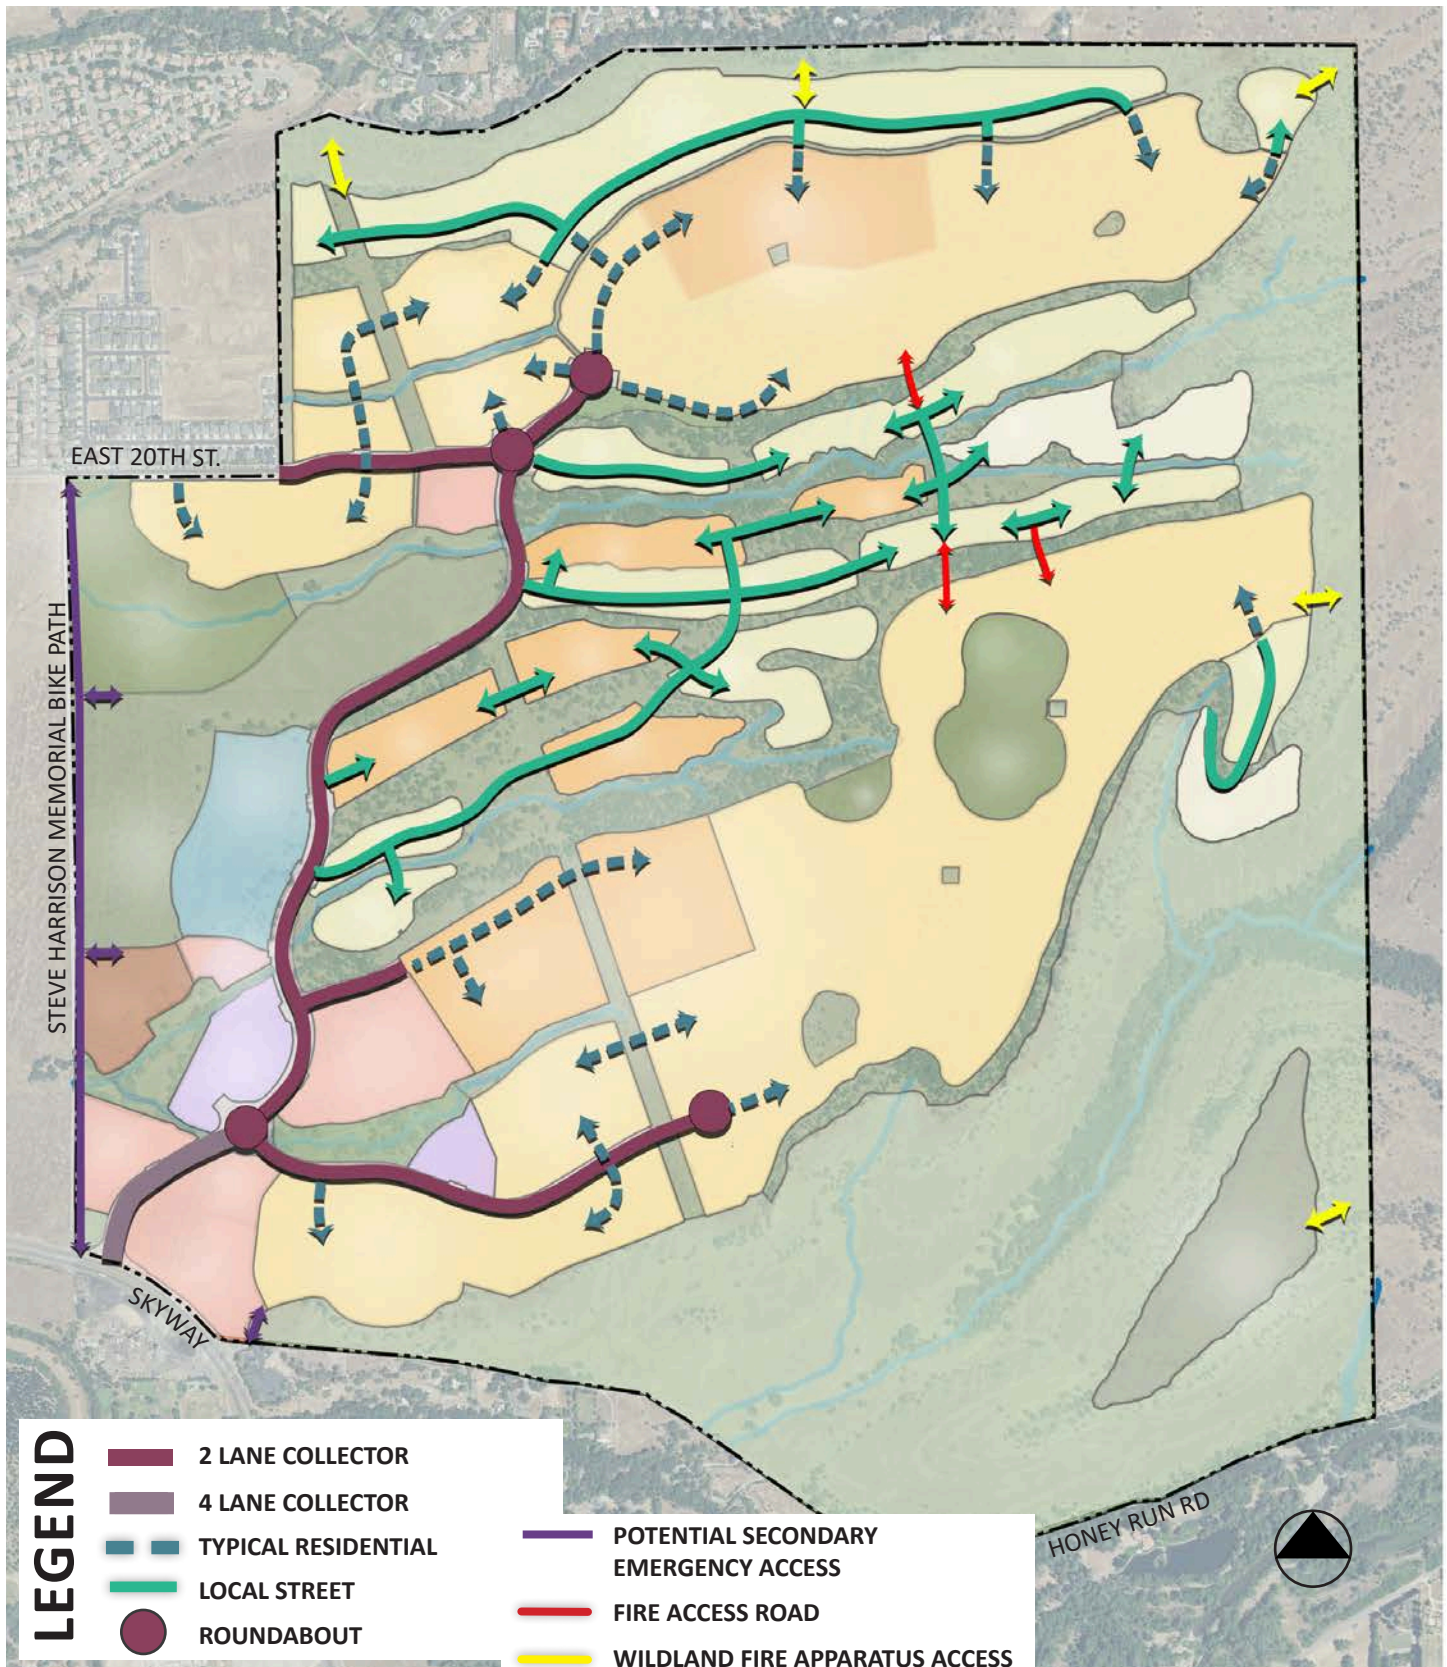 EAST 20TH ST.
STEVE HARRISON MEMORIAL BIKE PATH
SKYWAY
HONEY RUN RD
LEGEND
2 LANE COLLECTOR
4 LANE COLLECTOR
TYPICAL RESIDENTIAL
LOCAL STREET
ROUNDABOUT
POTENTIAL SECONDARY
EMERGENCY ACCESS
FIRE ACCESS ROAD
WILDLAND FIRE APPARATUS ACCESS